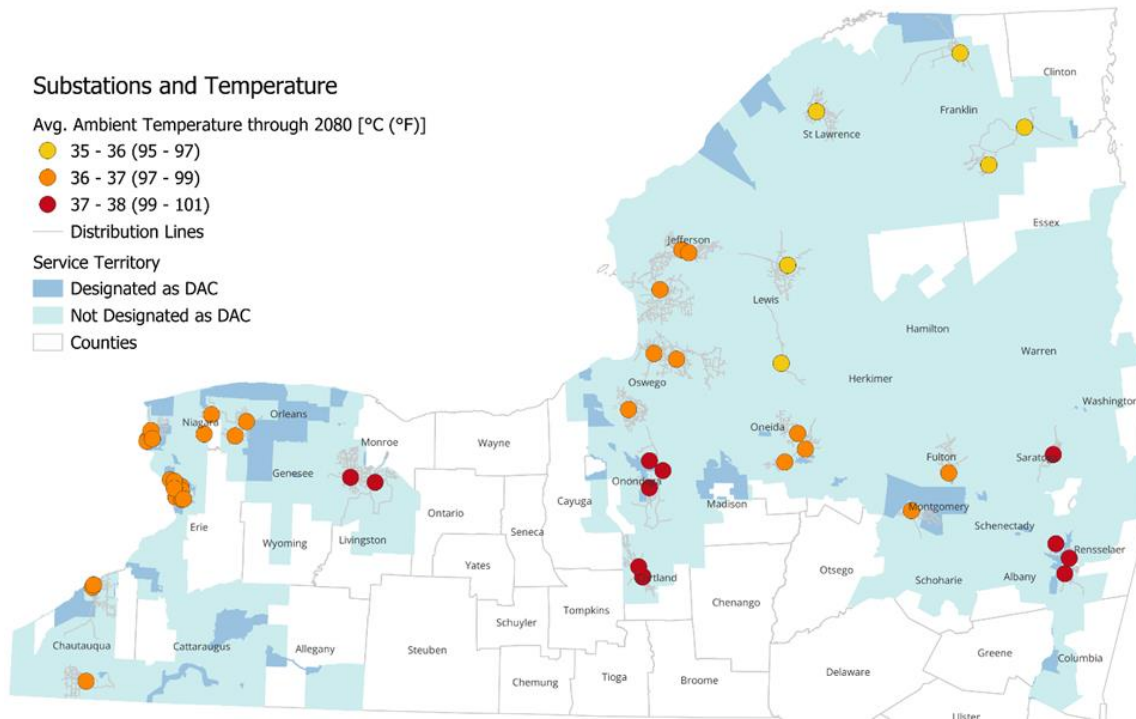 Substations and Temperature
Avg. Ambient Temperature through 2080 [°C (°F)]
35 - 36 (95 - 97)
36 - 37 (97 - 99)
37 - 38 (99 - 101)
Distribution Lines
Service Territory
Designated as DAC
Not Designated as DAC
Counties
Clinton
Franklin
St Lawrence
Essex
Jefferson
Lewis
Hamilton
Warren
Herkimer
Oswego
Washington
Orleans
Niagara
Monroe
Wayne
Oneida
Fulton
Saratoga
Genesee
Onondaga
Cayuga
Madison
Montgomery
Ontario
Seneca
Erie
Wyoming
Livingston
Schenectady
Rensselaer
Yates
Otsego
Schoharie
Albany
Cortland
Tompkins
Chenango
Schuyler
Chautauqua
Cattaraugus
Allegany
Steuben
Greene
Columbia
Chemung
Tioga
Broome
Delaware
Ulster